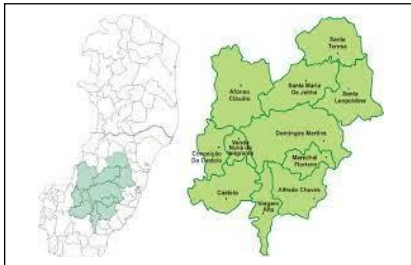 Santa
Teresa
Afonso
Cláudio
Santa Maria
De Jetibá
Santa
Leopoldina
Domingos Martins
Conceição
Do Castelo
Venda
Nova do
Imigrante
Marechal
Floriano
Castelo
Alfredo Chaves
Vargem
Alta